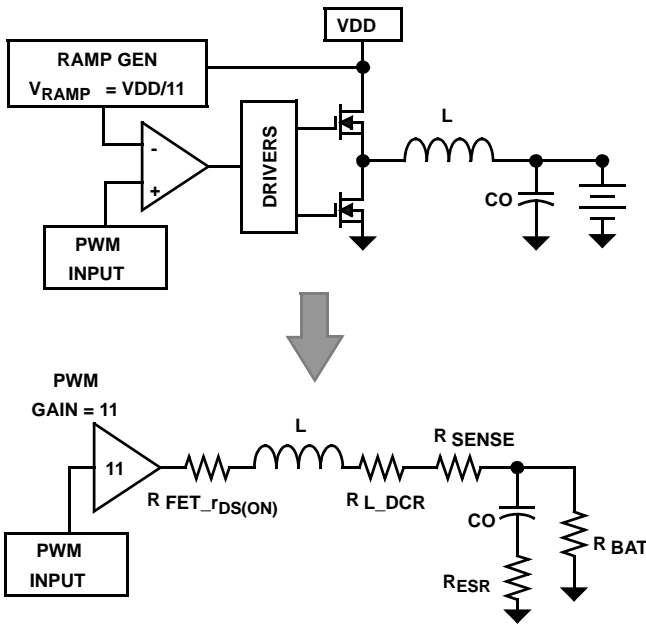 VDD
RAMP GEN
VRAMP = VDD/11
-
+
DRIVERS
L
CO
PWM
INPUT
PWM
GAIN = 11
11
L
R SENSE
R FET_rDS(ON)
R L_DCR
CO
R BAT
RESR
PWM
INPUT